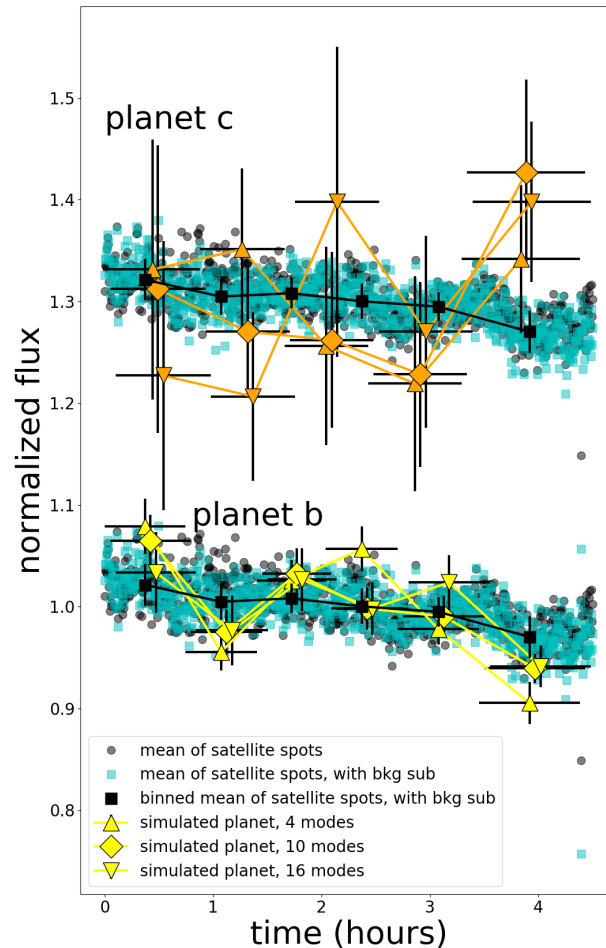 planet c
planet b
normalized flux
1.5
1.4
1.3
1.2
1.1
1.0
0.9
0.8
mean of satellite spots
mean of satellite spots, with bkg sub
binned mean of satellite spots, with bkg sub
simulated planet, 4 modes
simulated planet, 10 modes
simulated planet, 16 modes
0
1
2
3
4
time (hours)